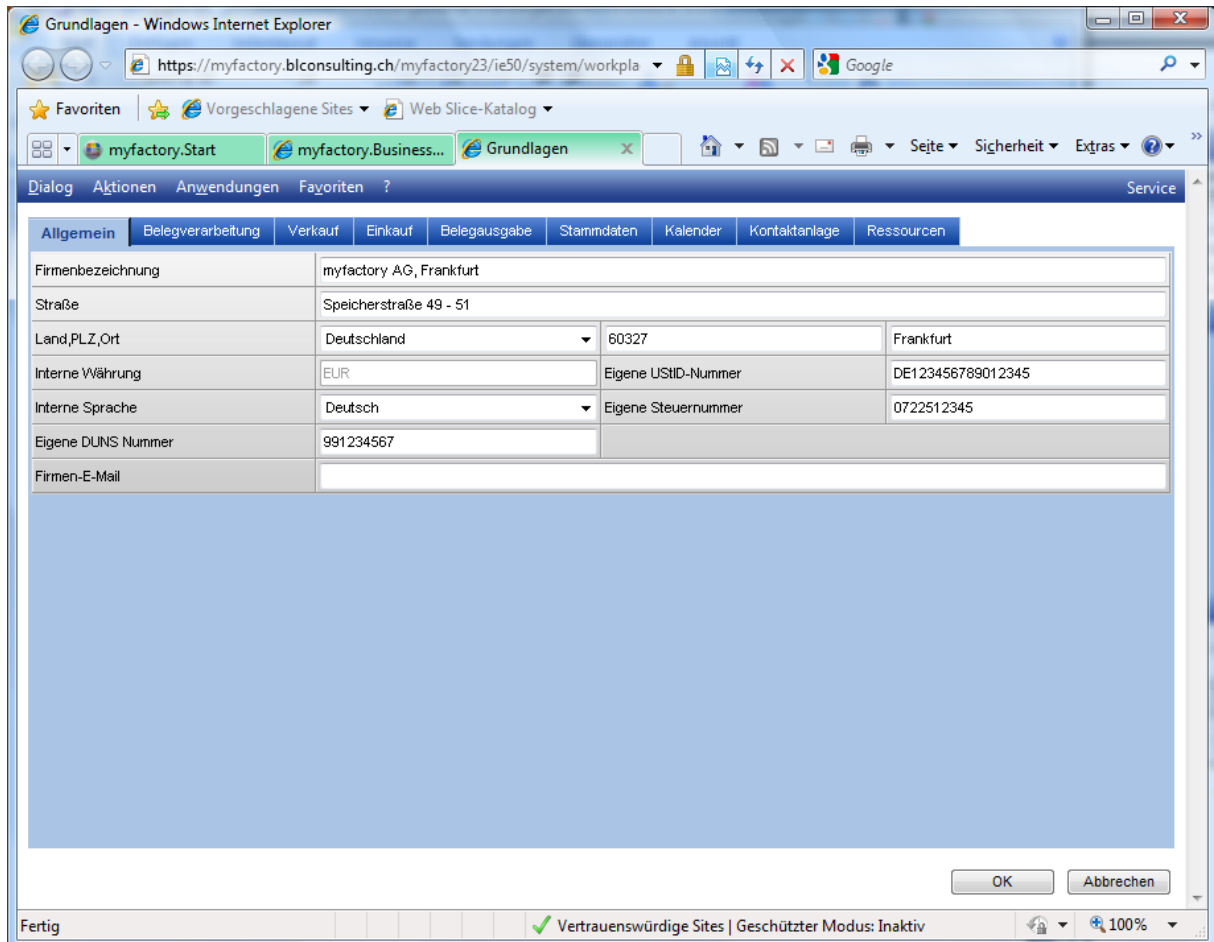 Grundlagen - Windows Internet Explorer
https://myfactory.blconsulting.ch/myfactory23/ie50/system/workpla Google
Favoriten Vorgeschlagene Sites Web Slice-Katalog
myfactory.Start myfactory.Business... Grundlagen x Seite Sicherheit Extras »
Dialog Aktionen Anwendungen Favoriten ? Service
Allgemein Belegverarbeitung Verkauf Einkauf Belegausgabe Stammdaten Kalender Kontaktanlage Ressourcen
Firmenbezeichnung myfactory AG, Frankfurt
Straße Speicherstraße 49 - 51
Land,PLZ,Ort Deutschland 60327 Frankfurt
Interne Währung EUR Eigene UStID-Nummer DE123456789012345
Interne Sprache Deutsch Eigene Steuernummer 0722512345
Eigene DUNS Nummer 991234567
Firmen-E-Mail
OK Abbrechen
Fertig Vertrauenswürdige Sites | Geschützter Modus: Inaktiv 100%